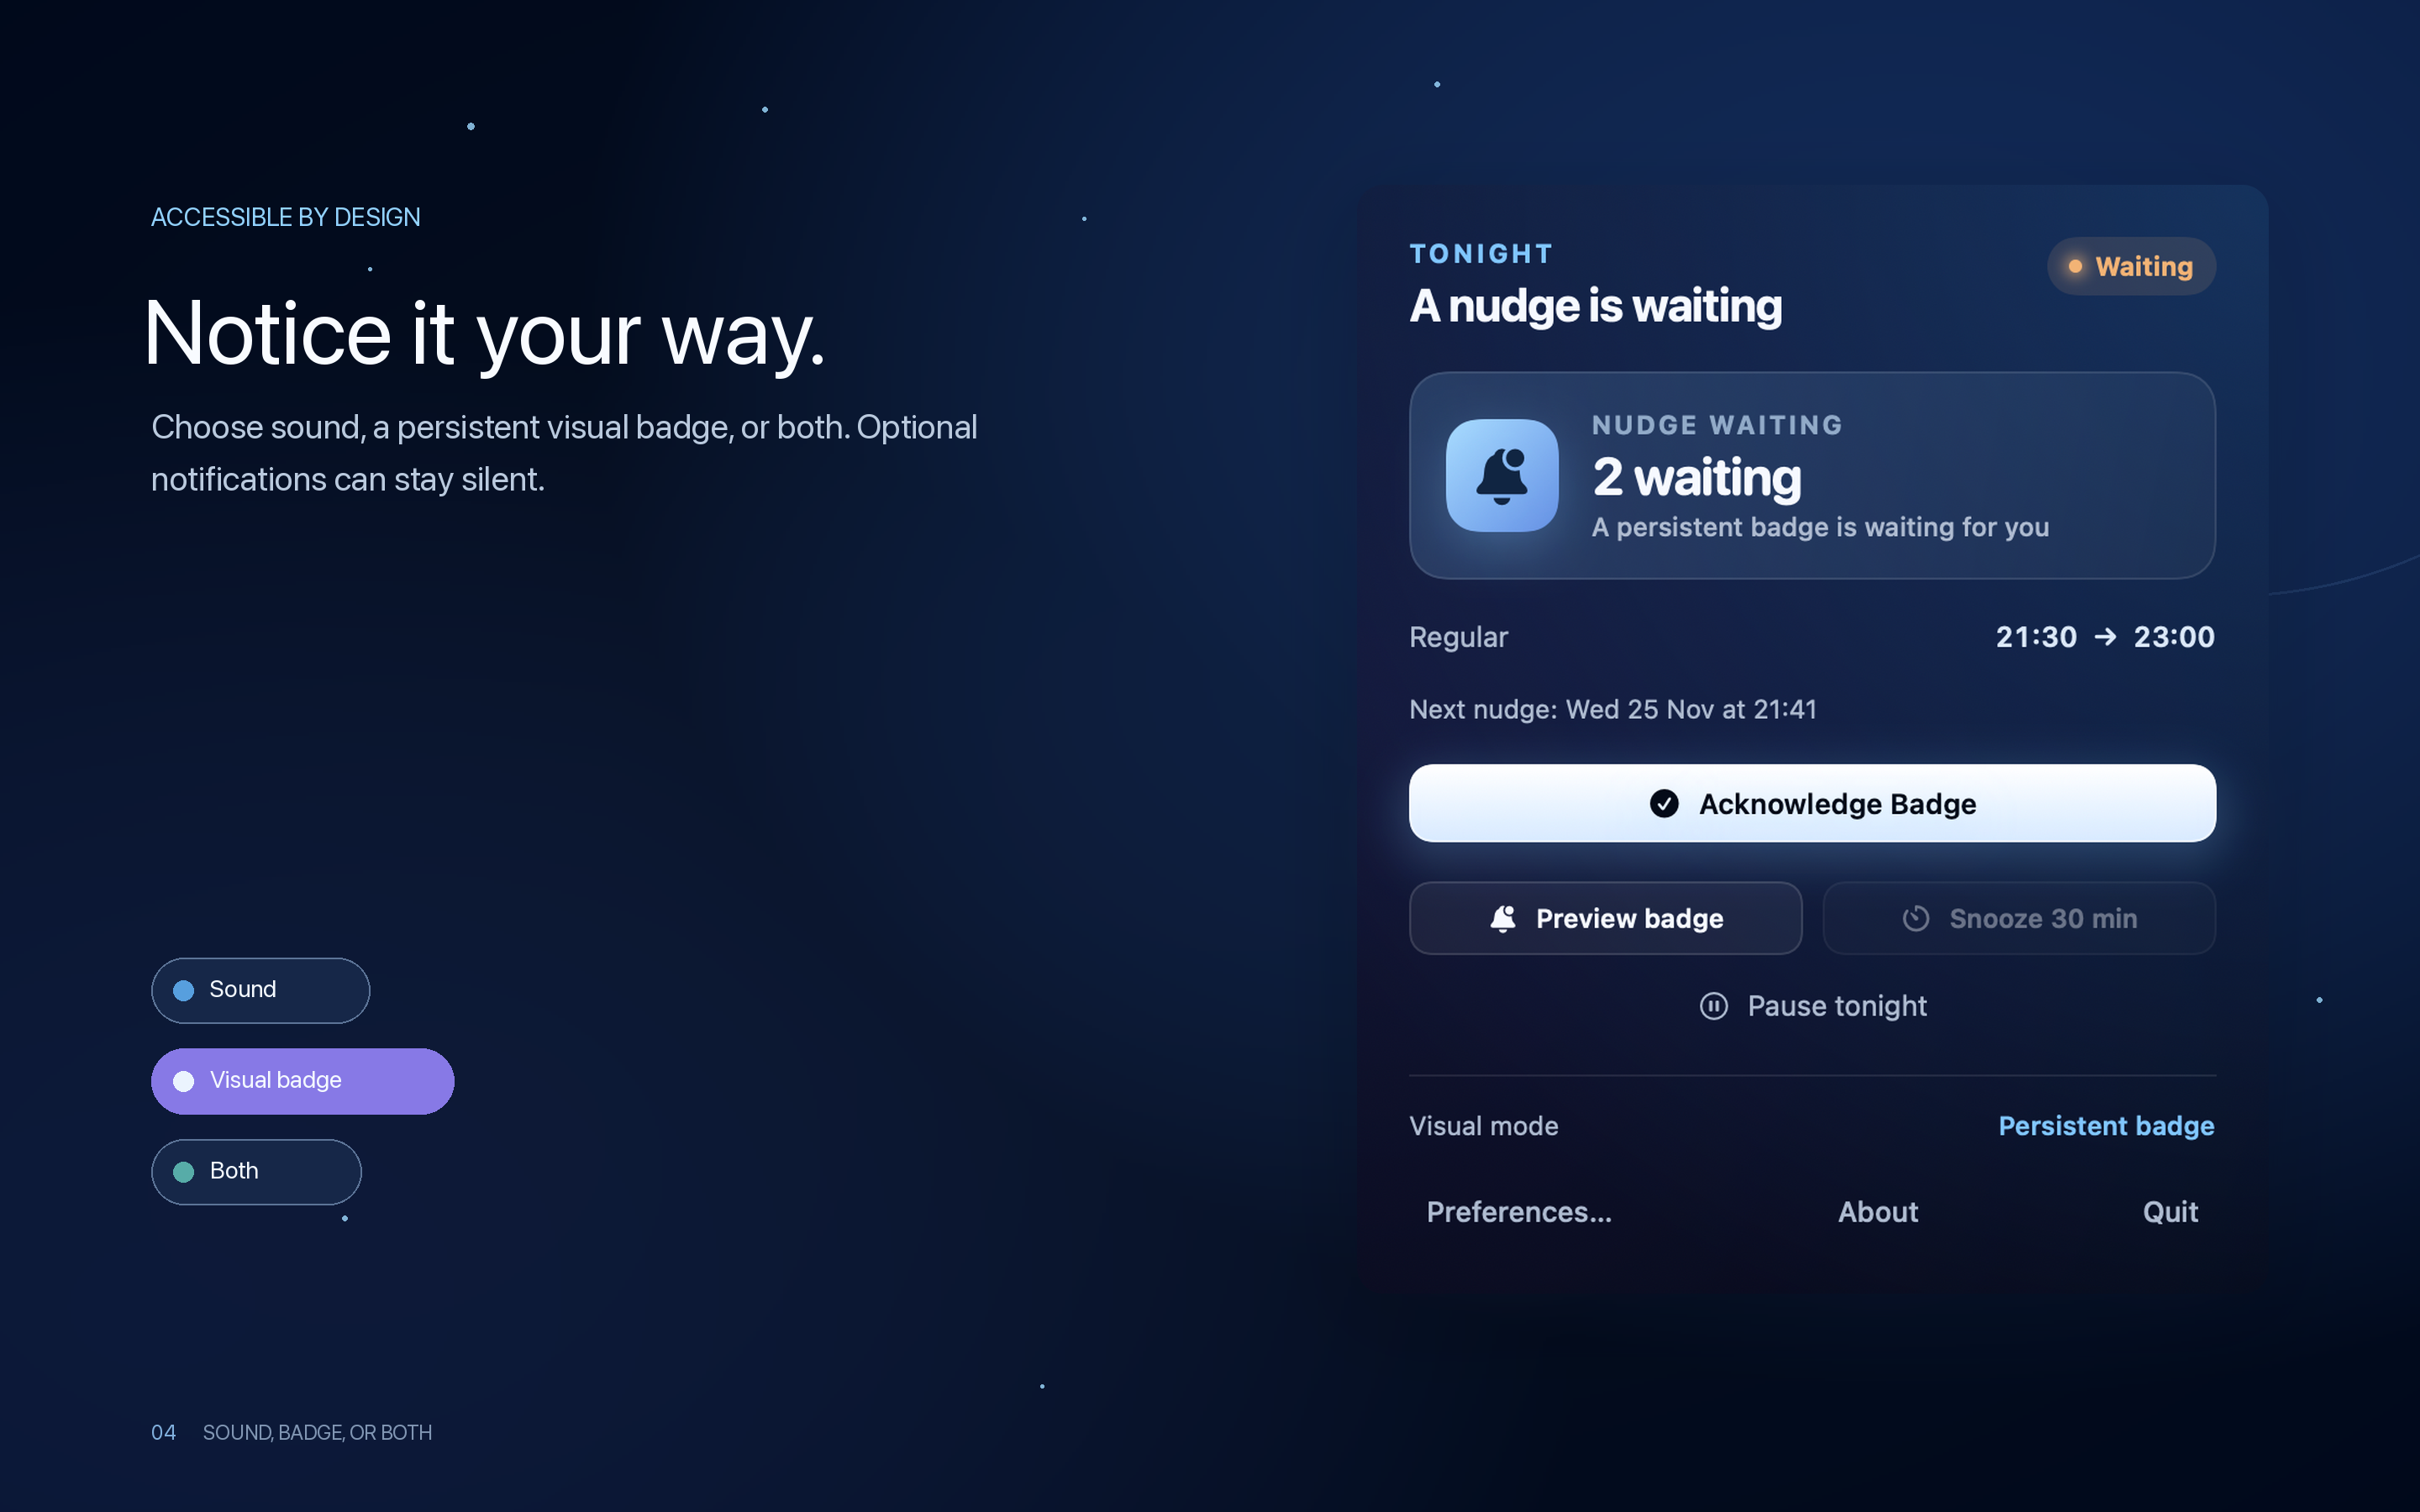 ACCESSIBLE BY DESIGN
Notice it your way.
Choose sound, a persistent visual badge, or both. Optional
notifications can stay silent.
Sound
Visual badge
Both
04 SOUND, BADGE, OR BOTH
TONIGHT
A nudge is waiting
Waiting
NUDGE WAITING
2 waiting
A persistent badge is waiting for you
Regular 21:30 → 23:00
Next nudge: Wed 25 Nov at 21:41
Acknowledge Badge
Preview badge Snooze 30 min
Pause tonight
Visual mode Persistent badge
Preferences... About Quit